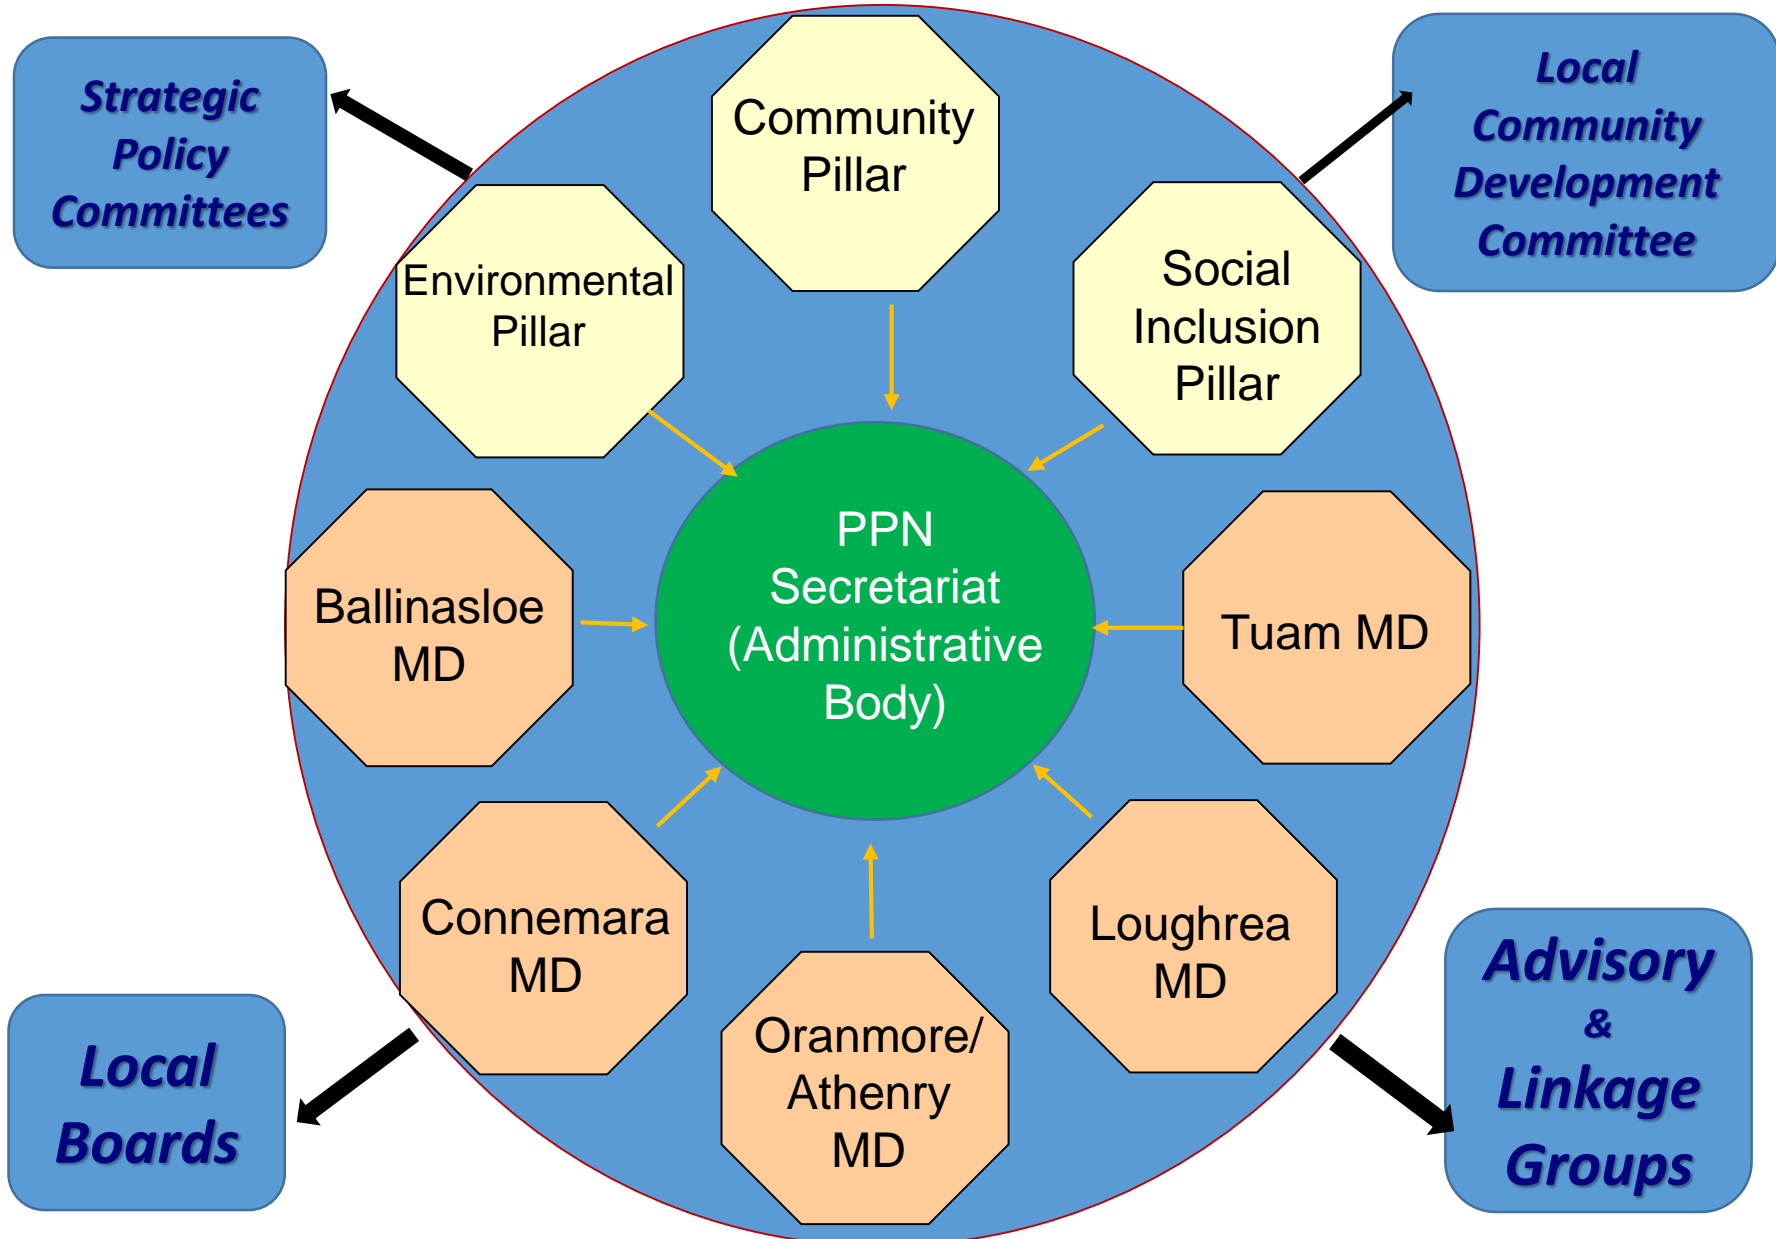 Strategic
Policy
Committees
Community
Pillar
Local
Community
Development
Committee
Environmental
Pillar
Social
Inclusion
Pillar
PPN
Secretariat
(Administrative
Body)
Ballinasloe
MD
Tuam MD
Connemara
MD
Oranmore/
Athenry
MD
Loughrea
MD
Local
Boards
Advisory
&
Linkage
Groups